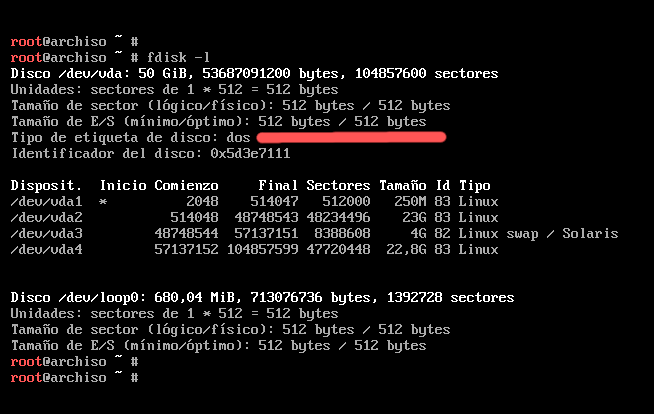 root@archiso ~ #
root@archiso ~ # fdisk -l
Disco /dev/vda: 50 GiB, 53687091200 bytes, 104857600 sectores
Unidades: sectores de 1 * 512 = 512 bytes
Tamaño de sector (lógico/físico): 512 bytes / 512 bytes
Tamaño de E/S (mínimo/óptimo): 512 bytes / 512 bytes
Tipo de etiqueta de disco: dos
Identificador del disco: 0x5d3e7111
Disposit. Inicio Comienzo Final Sectores Tamaño Id Tipo
/dev/vda1 * 2048 514047 512000 250M 83 Linux
/dev/vda2 514048 48748543 48234496 23G 83 Linux
/dev/vda3 48748544 57137151 8388608 4G 82 Linux swap / Solaris
/dev/vda4 57137152 104857599 47720448 22,8G 83 Linux
Disco /dev/loop0: 680,04 MiB, 713076736 bytes, 1392728 sectores
Unidades: sectores de 1 * 512 = 512 bytes
Tamaño de sector (lógico/físico): 512 bytes / 512 bytes
Tamaño de E/S (mínimo/óptimo): 512 bytes / 512 bytes
root@archiso ~ #
root@archiso ~ #